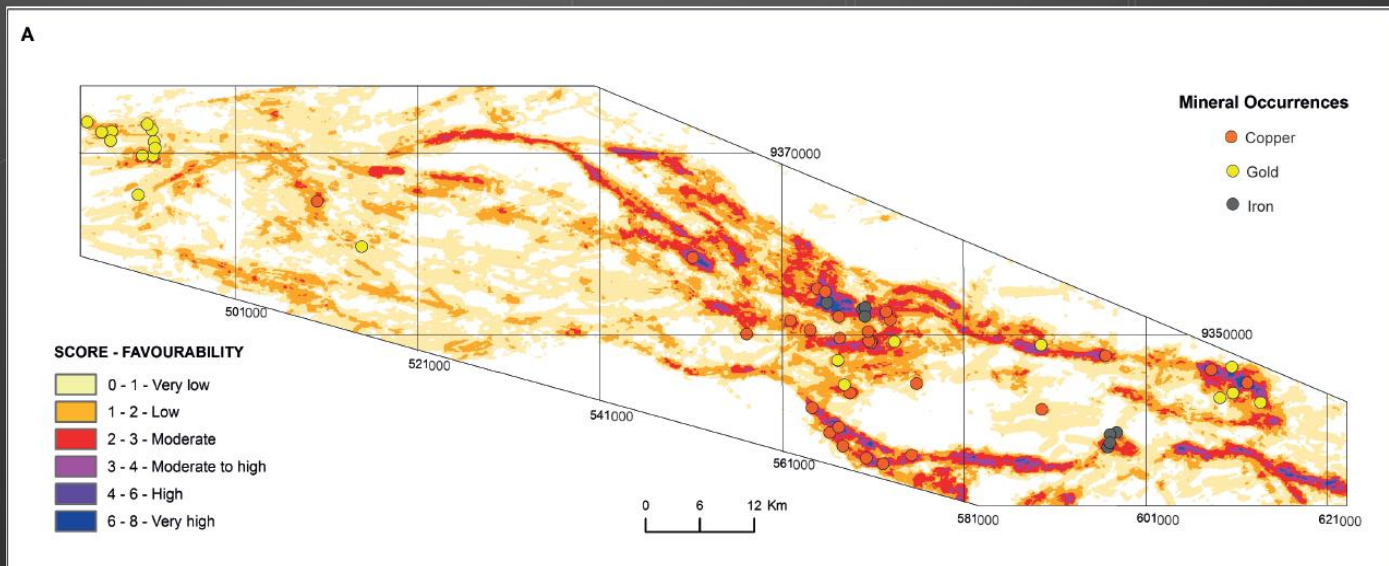 A
Mineral Occurrences
Copper
Gold
Iron
9370000
9350000
501000
521000
541000
561000
581000
601000
621000
SCORE - FAVOURABILITY
0 - 1 - Very low
1 - 2 - Low
2 - 3 - Moderate
3 - 4 - Moderate to high
4 - 6 - High
6 - 8 - Very high
0 6 12 Km